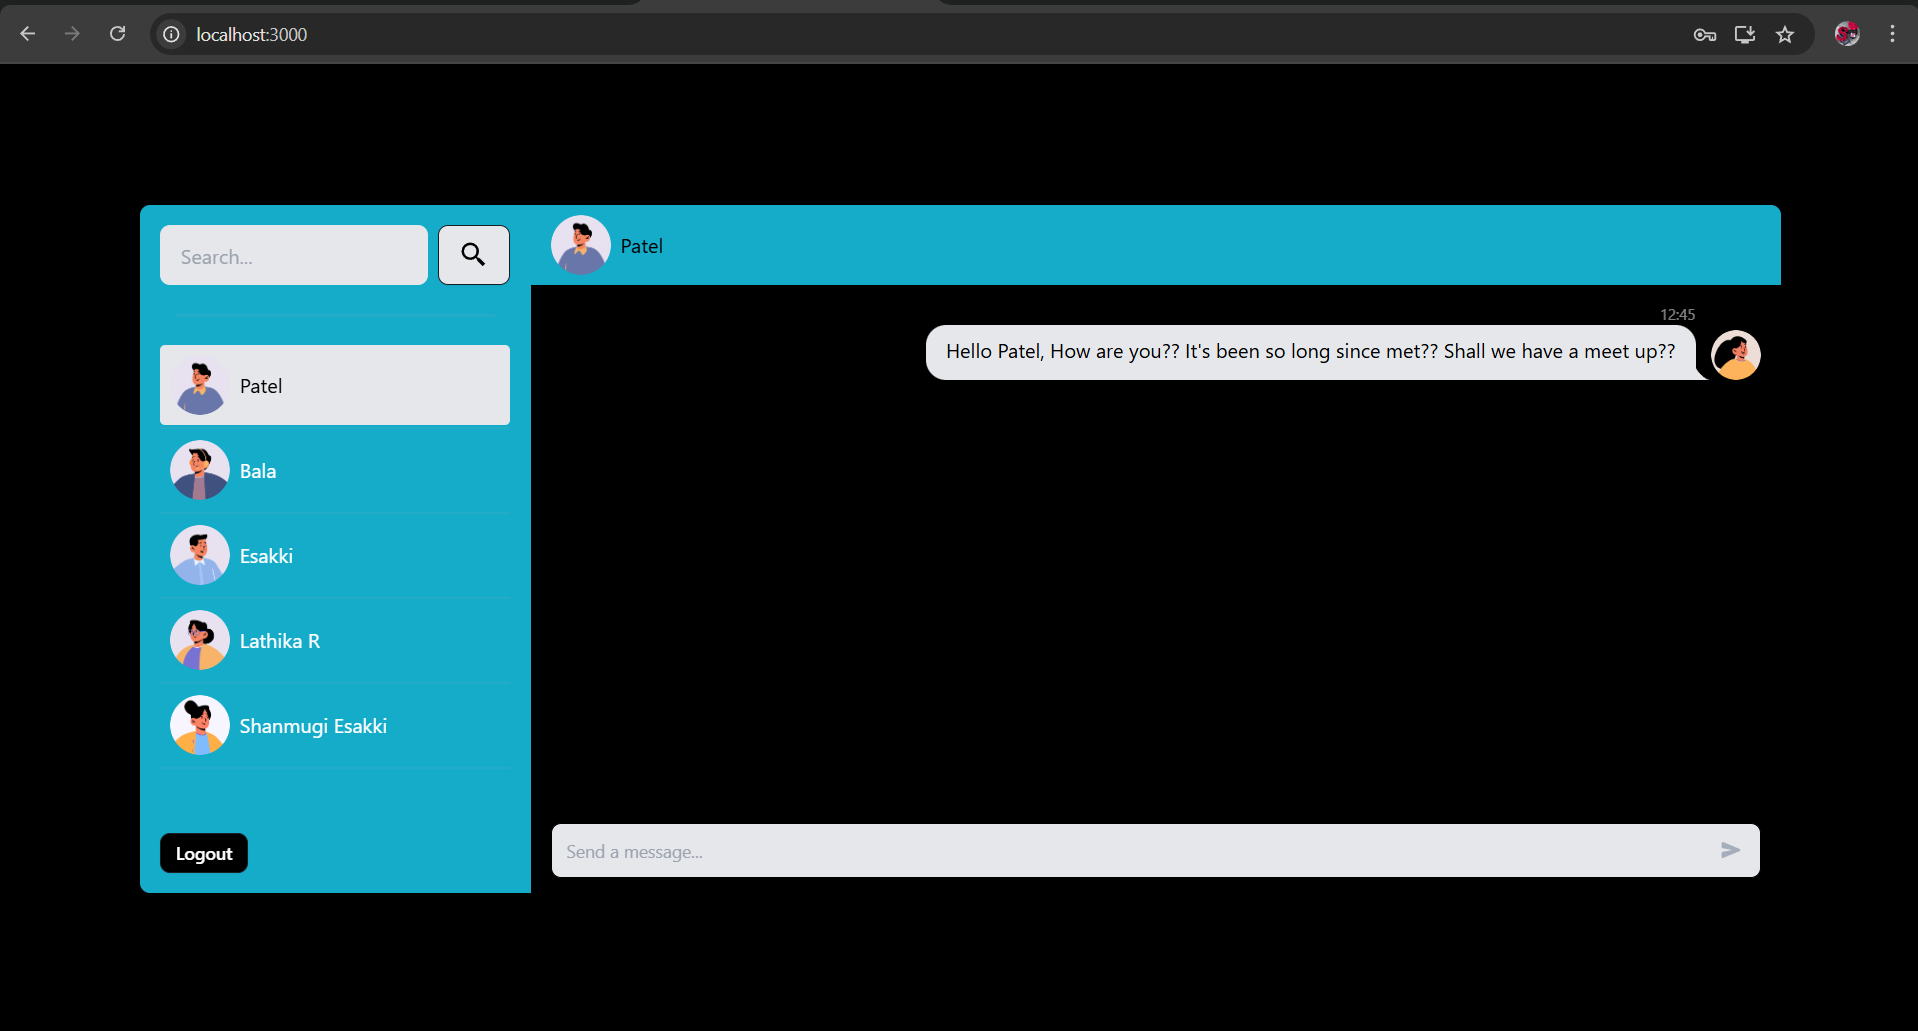 localhost:3000
Search...
Patel
Bala
Esakki
Lathika R
Shanmugi Esakki
Logout
Patel
12:45
Hello Patel, How are you?? It's been so long since met?? Shall we have a meet up??
Send a message...